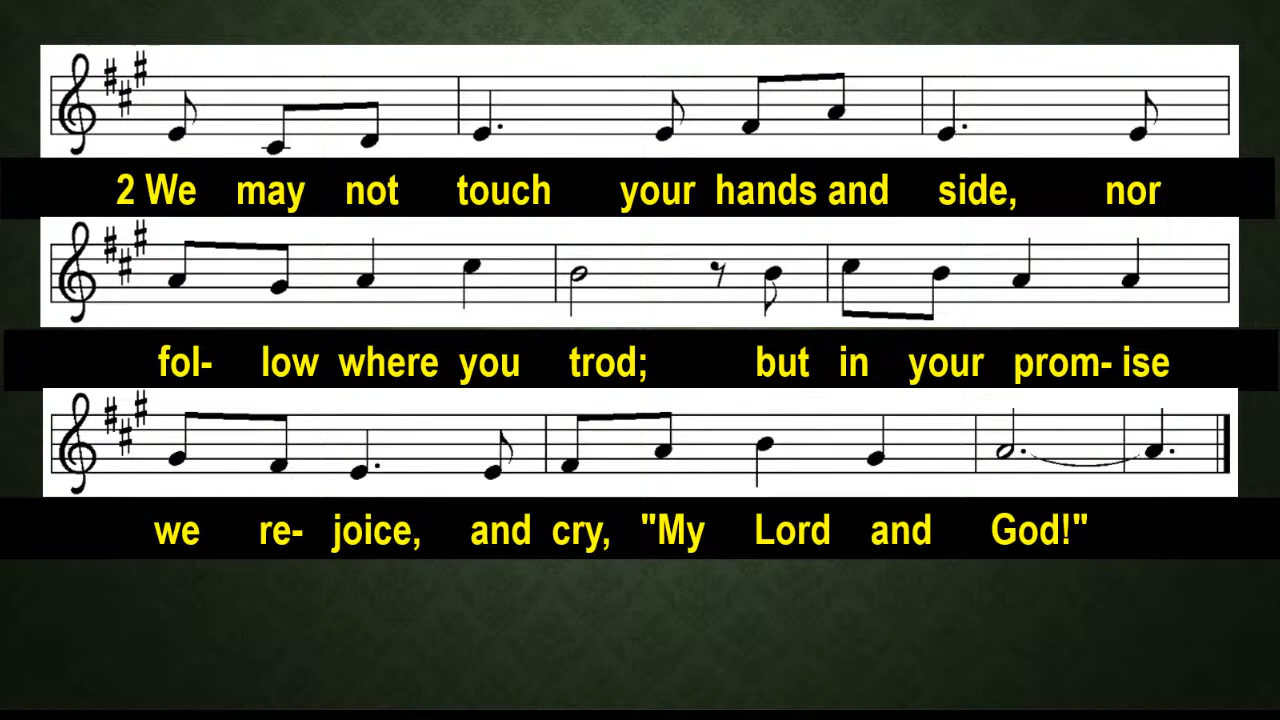 2 We may not touch your hands and side, nor
fol- low where you trod; but in your prom- ise
we re- joice, and cry, "My Lord and God!"